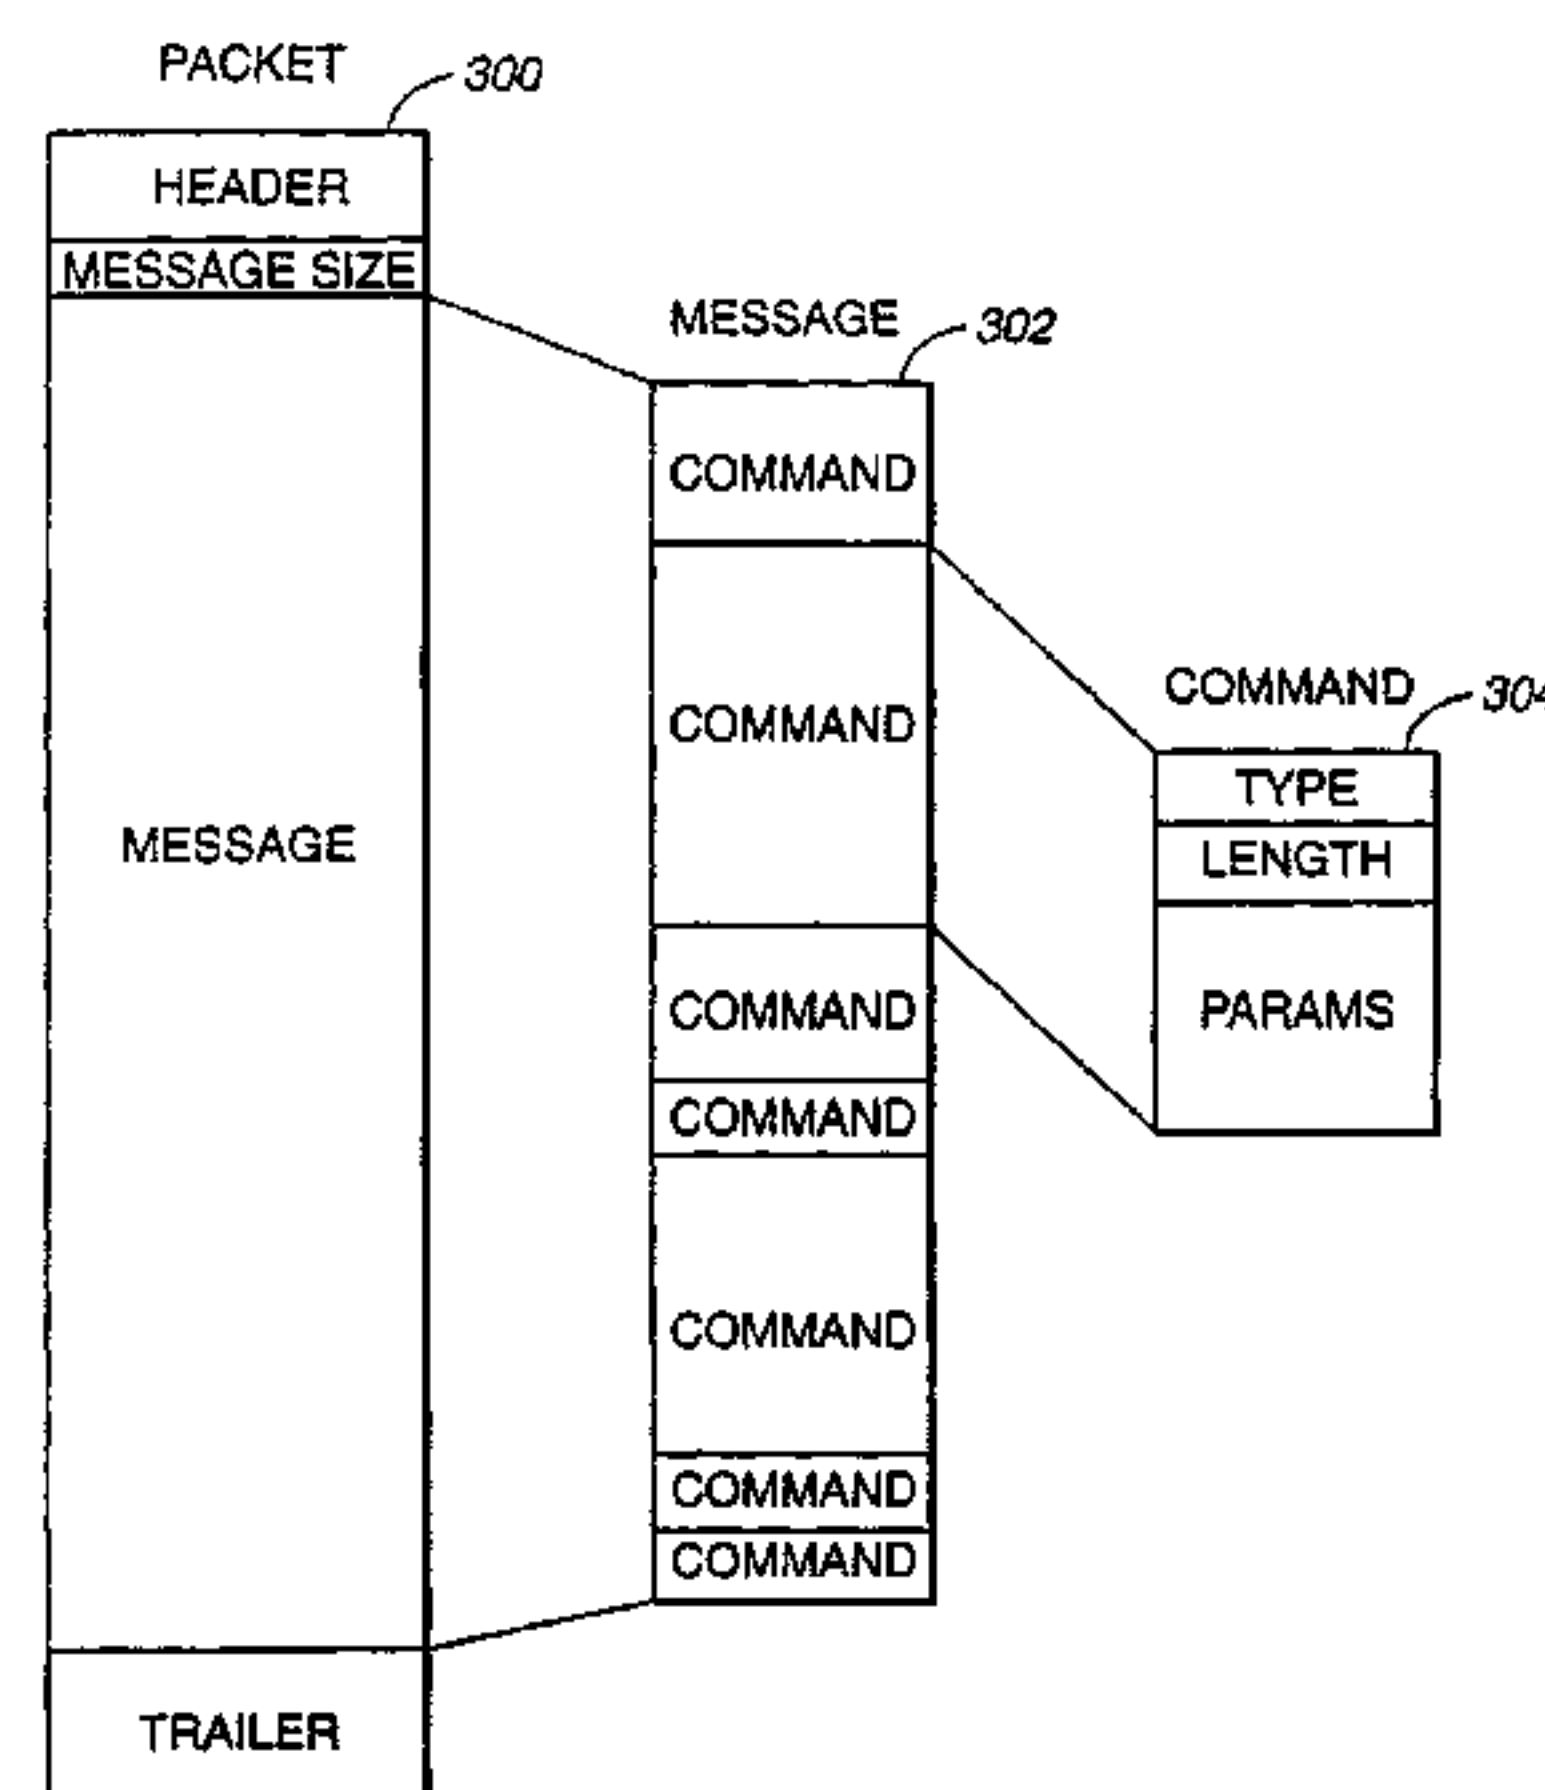 PACKET
300
HEADER
MESSAGE SIZE
MESSAGE
TRAILER
MESSAGE
302
COMMAND
COMMAND
COMMAND
COMMAND
COMMAND
COMMAND
COMMAND
COMMAND
304
TYPE
LENGTH
PARAMS